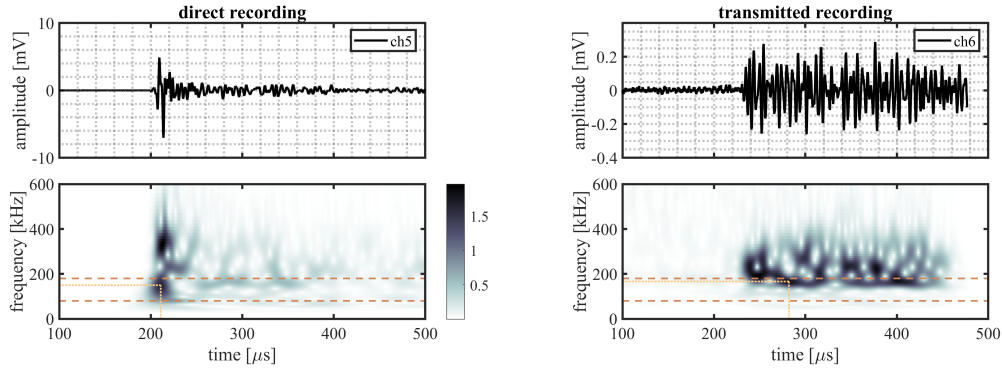 direct recording
transmitted recording
amplitude [mV]
10
0
-10
ch5
amplitude [mV]
0.4
0.2
0
-0.2
-0.4
ch6
frequency [kHz]
600
400
200
0
100
200
300
400
500
time [μs]
1.5
1
0.5
frequency [kHz]
600
400
200
0
100
200
300
400
500
time [μs]